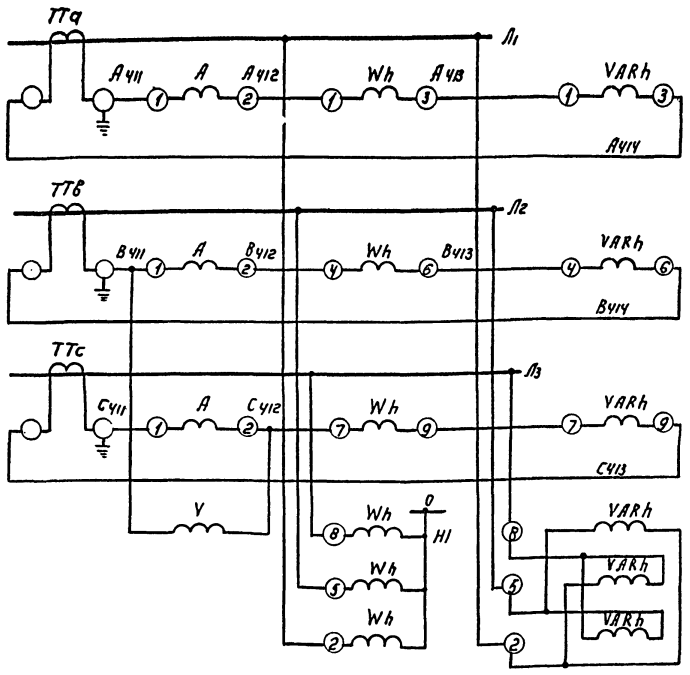 ТТа
Л1
А411 А А412 Wh А413 VARh
1 2 1 3 1 3
А414
ТТв
Л2
В411 А В412 Wh В413 VARh
1 2 4 6 4 6
В414
ТТс
Л3
С411 А С412 Wh VARh
1 2 7 9 7 9
С413
V
0
Н1
8 Wh
5 Wh
2 Wh
8 VARh
5 VARh
2 VARh